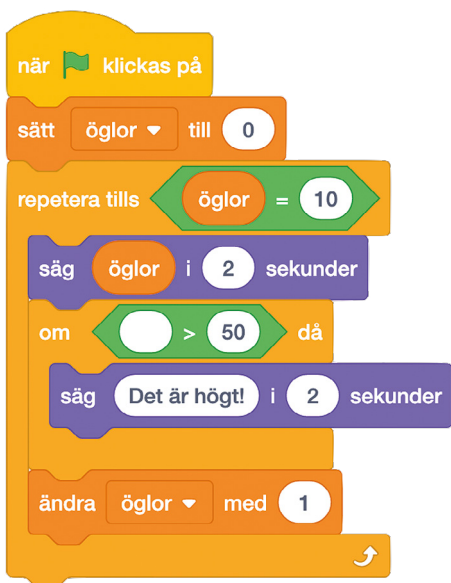 när klickas på
sätt öglor till 0
repetera tills öglor = 10
säg öglor i 2 sekunder
om > 50 då
säg Det är högt! i 2 sekunder
ändra öglor med 1